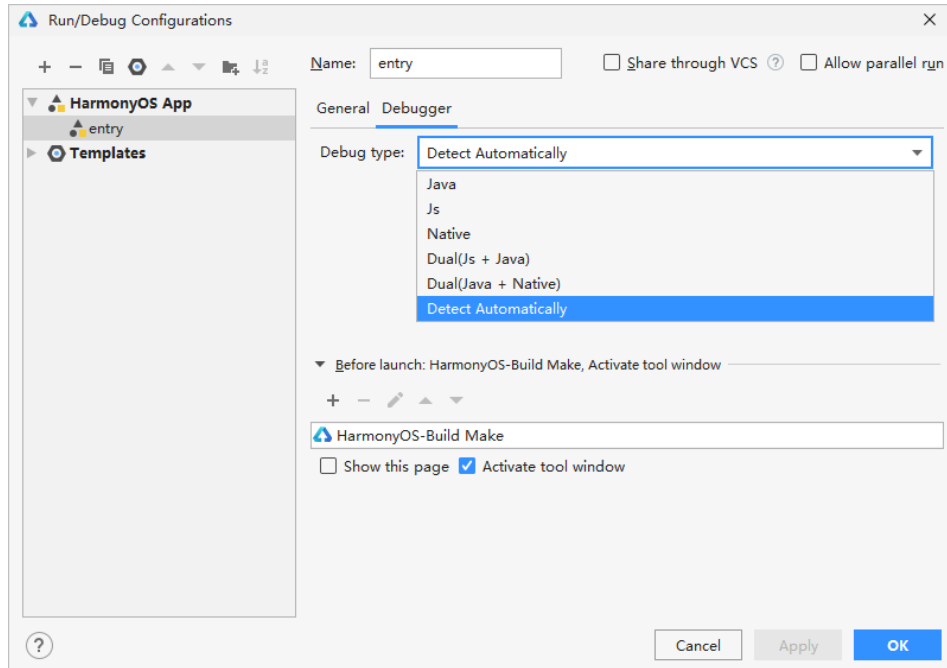 Run/Debug Configurations
Name: entry
Share through VCS ?
Allow parallel run
HarmonyOS App
entry
Templates
General Debugger
Debug type: Detect Automatically
Java
Js
Native
Dual(Js + Java)
Dual(Java + Native)
Detect Automatically
Before launch: HarmonyOS-Build Make, Activate tool window
HarmonyOS-Build Make
Show this page Activate tool window
? Cancel Apply OK